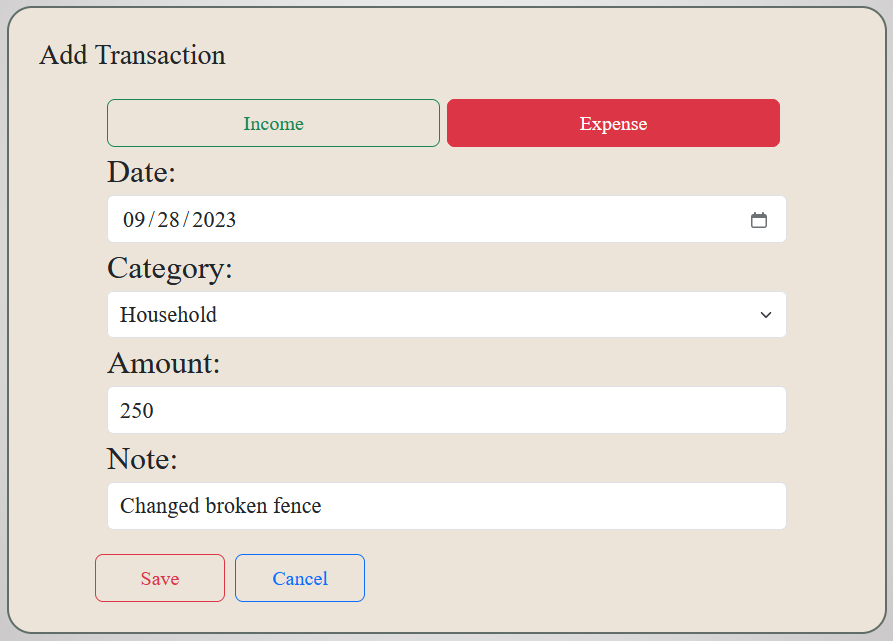 Add Transaction
Income Expense
Date:
09/28/2023
Category:
Household
Amount:
250
Note:
Changed broken fence
Save Cancel